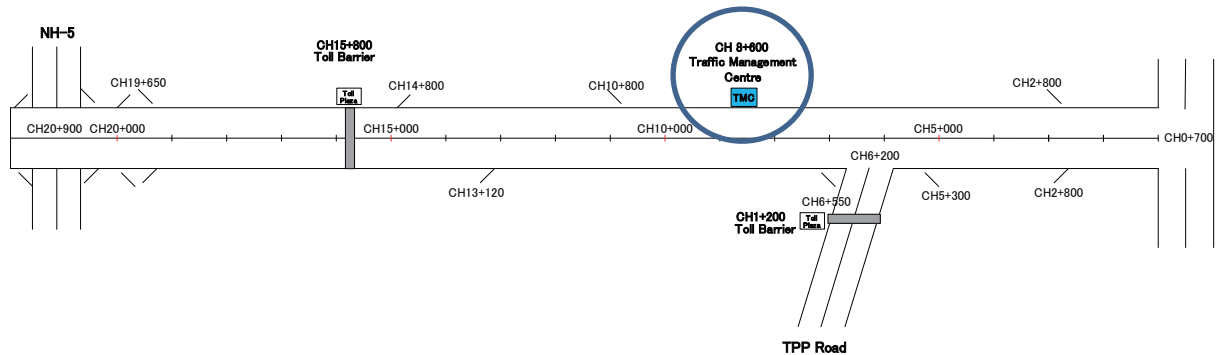 NH-5
CH15+800
Toll Barrier
CH 8+600
Traffic Management
Centre
CH19+650
Toll
Plaza
CH14+800
CH10+800
TMC
CH2+800
CH20+900
CH20+000
CH15+000
CH10+000
CH5+000
CH0+700
CH6+200
CH13+120
CH6+550
CH5+300
CH2+800
CH1+200
Toll Barrier
Toll
Plaza
TPP Road